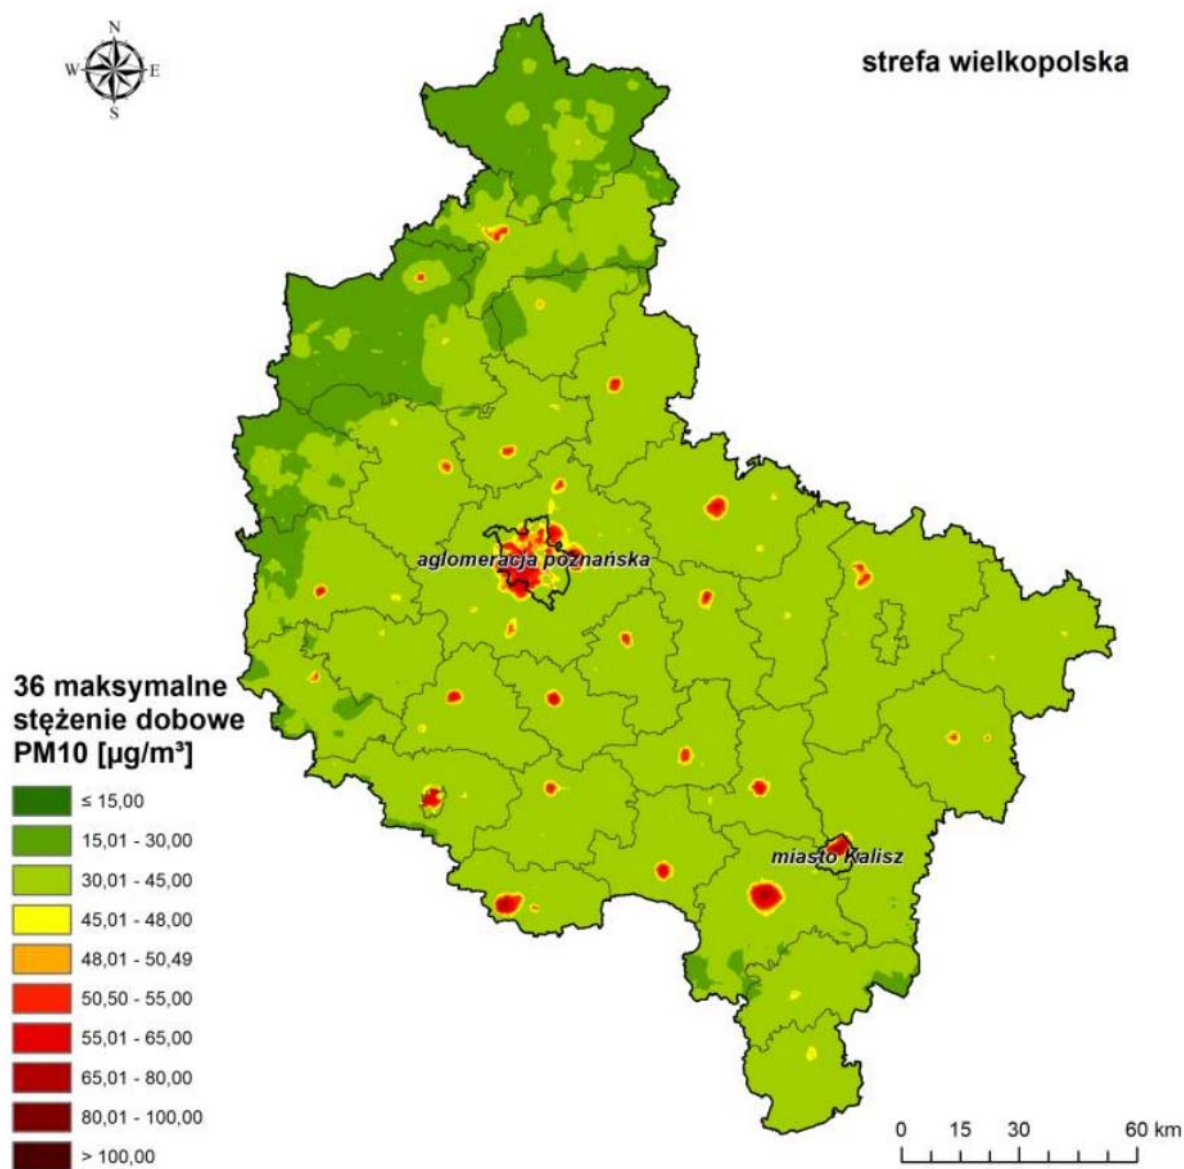 N
W E
S
strefa wielkopolska
aglomeracja poznańska
miasto Kalisz
36 maksymalne
stężenie dobowe
PM10 [µg/m³]
≤ 15,00
15,01 - 30,00
30,01 - 45,00
45,01 - 48,00
48,01 - 50,49
50,50 - 55,00
55,01 - 65,00
65,01 - 80,00
80,01 - 100,00
> 100,00
0 15 30 60 km